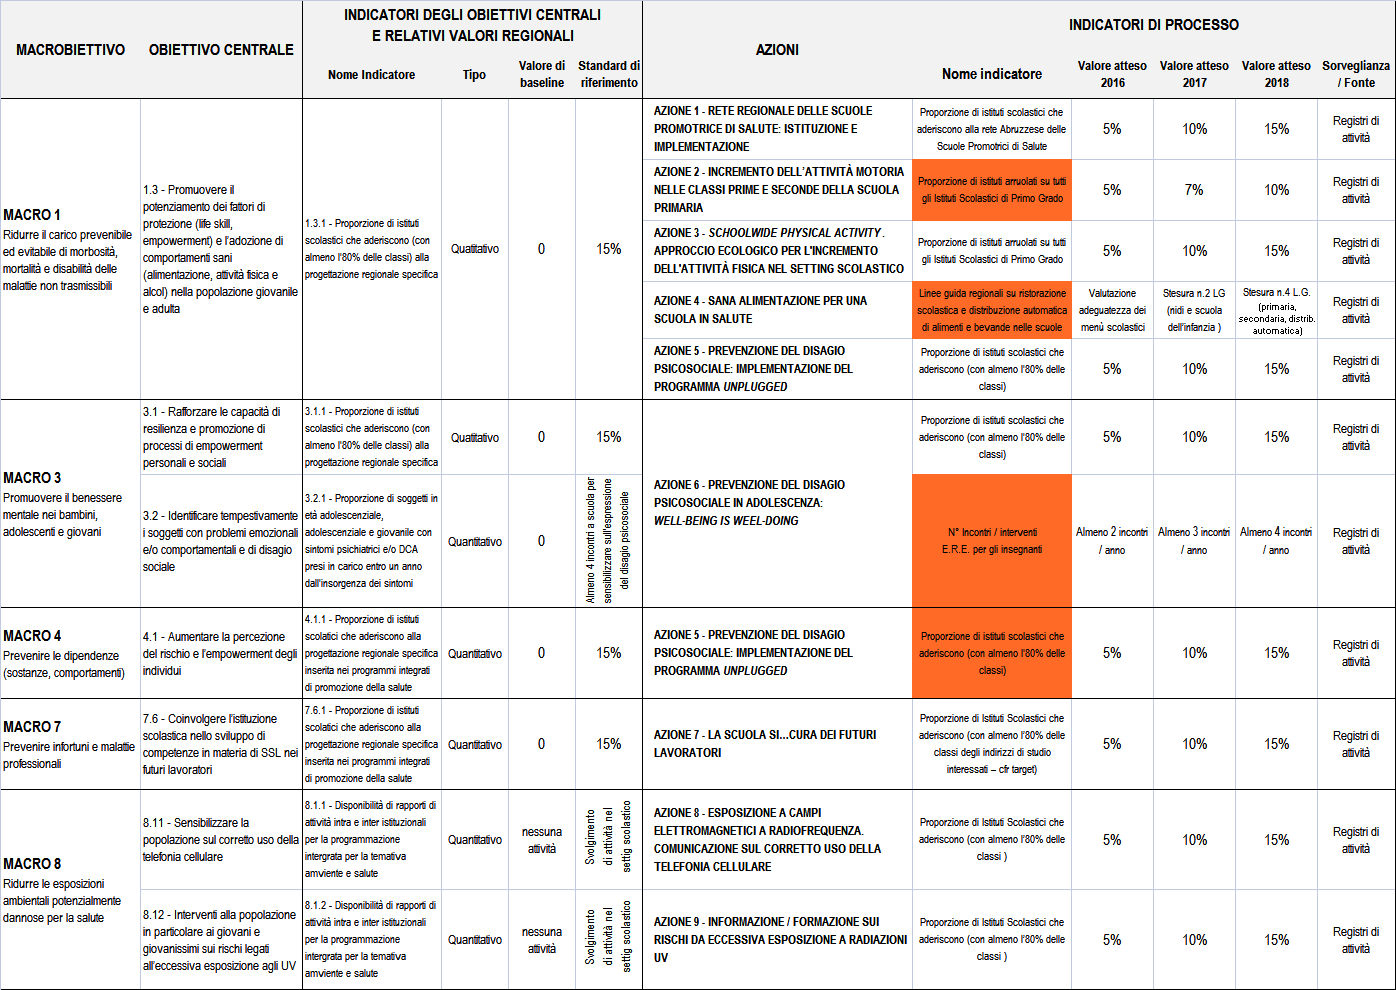 MACROBIETTIVO
OBIETTIVO CENTRALE
INDICATORI DEGLI OBIETTIVI CENTRALI
E RELATIVI VALORI REGIONALI
Nome Indicatore
Tipo
Valore di
baseline
Standard di
riferimento
AZIONI
INDICATORI DI PROCESSO
Nome indicatore
Valore atteso
2016
Valore atteso
2017
Valore atteso
2018
Sorveglianza
/ Fonte
MACRO 1
Ridurre il carico prevenibile
ed evitabile di morbosità,
mortalità e disabilità delle
malattie non trasmissibili
1.3 - Promuovere il
potenziamento dei fattori di
protezione (life skill,
empowerment) e l'adozione di
comportamenti sani
(alimentazione, attività fisica e
alcol) nella popolazione giovanile
e adulta
1.3.1 - Proporzione di istituti
scolastici che aderiscono (con
almeno l'80% delle classi) alla
progettazione regionale specifica
Quatitativo
0
15%
AZIONE 1 - RETE REGIONALE DELLE SCUOLE
PROMOTRICE DI SALUTE: ISTITUZIONE E
IMPLEMENTAZIONE
Proporzione di istituti scolastici che
aderiscono alla rete Abruzzese delle
Scuole Promotrici di Salute
5%
10%
15%
Registri di
attività
AZIONE 2 - INCREMENTO DELL'ATTIVITÀ MOTORIA
NELLE CLASSI PRIME E SECONDE DELLA SCUOLA
PRIMARIA
Proporzione di istituti arruolati su tutti
gli Istituti Scolastici di Primo Grado
5%
7%
10%
Registri di
attività
AZIONE 3 - SCHOOLWIDE PHYSICAL ACTIVITY .
APPROCCIO ECOLOGICO PER L'INCREMENTO
DELL'ATTIVITÀ FISICA NEL SETTING SCOLASTICO
Proporzione di istituti arruolati su tutti
gli Istituti Scolastici di Primo Grado
5%
10%
15%
Registri di
attività
AZIONE 4 - SANA ALIMENTAZIONE PER UNA
SCUOLA IN SALUTE
Linee guida regionali su ristorazione
scolastica e distribuzione automatica
di alimenti e bevande nelle scuole
Valutazione
adeguatezza dei
menù scolastici
Stesura n.2 LG
(nidi e scuola
dell'infanzia )
Stesura n.4 L.G.
(primaria,
secondaria, distrib.
automatica)
Registri di
attività
AZIONE 5 - PREVENZIONE DEL DISAGIO
PSICOSOCIALE: IMPLEMENTAZIONE DEL
PROGRAMMA UNPLUGGED
Proporzione di istituti scolastici che
aderiscono (con almeno l'80% delle
classi)
5%
10%
15%
Registri di
attività
MACRO 3
Promuovere il benessere
mentale nei bambini,
adolescenti e giovani
3.1 - Rafforzare le capacità di
resilienza e promozione di
processi di empowerment
personali e sociali
3.1.1 - Proporzione di istituti
scolastici che aderiscono (con
almeno l'80% delle classi) alla
progettazione regionale specifica
Quatitativo
0
15%
AZIONE 6 - PREVENZIONE DEL DISAGIO
PSICOSOCIALE IN ADOLESCENZA:
WELL-BEING IS WEEL-DOING
Proporzione di istituti scolastici che
aderiscono (con almeno l'80% delle
classi)
5%
10%
15%
Registri di
attività
3.2 - Identificare tempestivamente
i soggetti con problemi emozionali
e/o comportamentali e di disagio
sociale
3.2.1 - Proporzione di soggetti in
età adolescenziale,
adolescenziale e giovanile con
sintomi psichiatrici e/o DCA
presi in carico entro un anno
dall'insorgenza dei sintomi
Quantitativo
0
Almeno 4 incontri a scuola per
sensibilizzare sull'espressione
del disagio psicosociale
N° Incontri / interventi
E.R.E. per gli insegnanti
Almeno 2 incontri
/ anno
Almeno 3 incontri
/ anno
Almeno 4 incontri
/ anno
Registri di
attività
MACRO 4
Prevenire le dipendenze
(sostanze, comportamenti)
4.1 - Aumentare la percezione
del rischio e l'empowerment degli
individui
4.1.1 - Proporzione di istituti
scolatici che aderiscono alla
progettazione regionale specifica
inserita nei programmi integrati
di promozione della salute
Quantitativo
0
15%
AZIONE 5 - PREVENZIONE DEL DISAGIO
PSICOSOCIALE: IMPLEMENTAZIONE DEL
PROGRAMMA UNPLUGGED
Proporzione di istituti scolastici che
aderiscono (con almeno l'80% delle
classi)
5%
10%
15%
Registri di
attività
MACRO 7
Prevenire infortuni e malattie
professionali
7.6 - Coinvolgere l'istituzione
scolastica nello sviluppo di
competenze in materia di SSL nei
futuri lavoratori
7.6.1 - Proporzione di istituti
scolatici che aderiscono alla
progettazione regionale specifica
inserita nei programmi integrati
di promozione della salute
Quantitativo
0
15%
AZIONE 7 - LA SCUOLA SI...CURA DEI FUTURI
LAVORATORI
Proporzione di Istituti Scolastici che
aderiscono (con almeno l'80% delle
classi degli indirizzi di studio
interessati – cfr target)
5%
10%
15%
Registri di
attività
MACRO 8
Ridurre le esposizioni
ambientali potenzialmente
dannose per la salute
8.11 - Sensibilizzare la
popolazione sul corretto uso della
telefonia cellulare
8.1.1 - Disponibilità di rapporti di
attività intra e inter istituzionali
per la programmazione
intergrata per la temativa
amviente e salute
Quantitativo
nessuna
attività
Svolgimento
di attività nel
settig scolastico
AZIONE 8 - ESPOSIZIONE A CAMPI
ELETTROMAGNETICI A RADIOFREQUENZA.
COMUNICAZIONE SUL CORRETTO USO DELLA
TELEFONIA CELLULARE
Proporzione di Istituti Scolastici che
aderiscono (con almeno l'80% delle
classi )
5%
10%
15%
Registri di
attività
8.12 - Interventi alla popolazione
in particolare ai giovani e
giovanissimi sui rischi legati
all'eccessiva esposizione agli UV
8.1.2 - Disponibilità di rapporti di
attività intra e inter istituzionali
per la programmazione
intergrata per la temativa
amviente e salute
Quantitativo
nessuna
attività
Svolgimento
di attività nel
settig scolastico
AZIONE 9 - INFORMAZIONE / FORMAZIONE SUI
RISCHI DA ECCESSIVA ESPOSIZIONE A RADIAZIONI
UV
Proporzione di Istituti Scolastici che
aderiscono (con almeno l'80% delle
classi )
5%
10%
15%
Registri di
attività